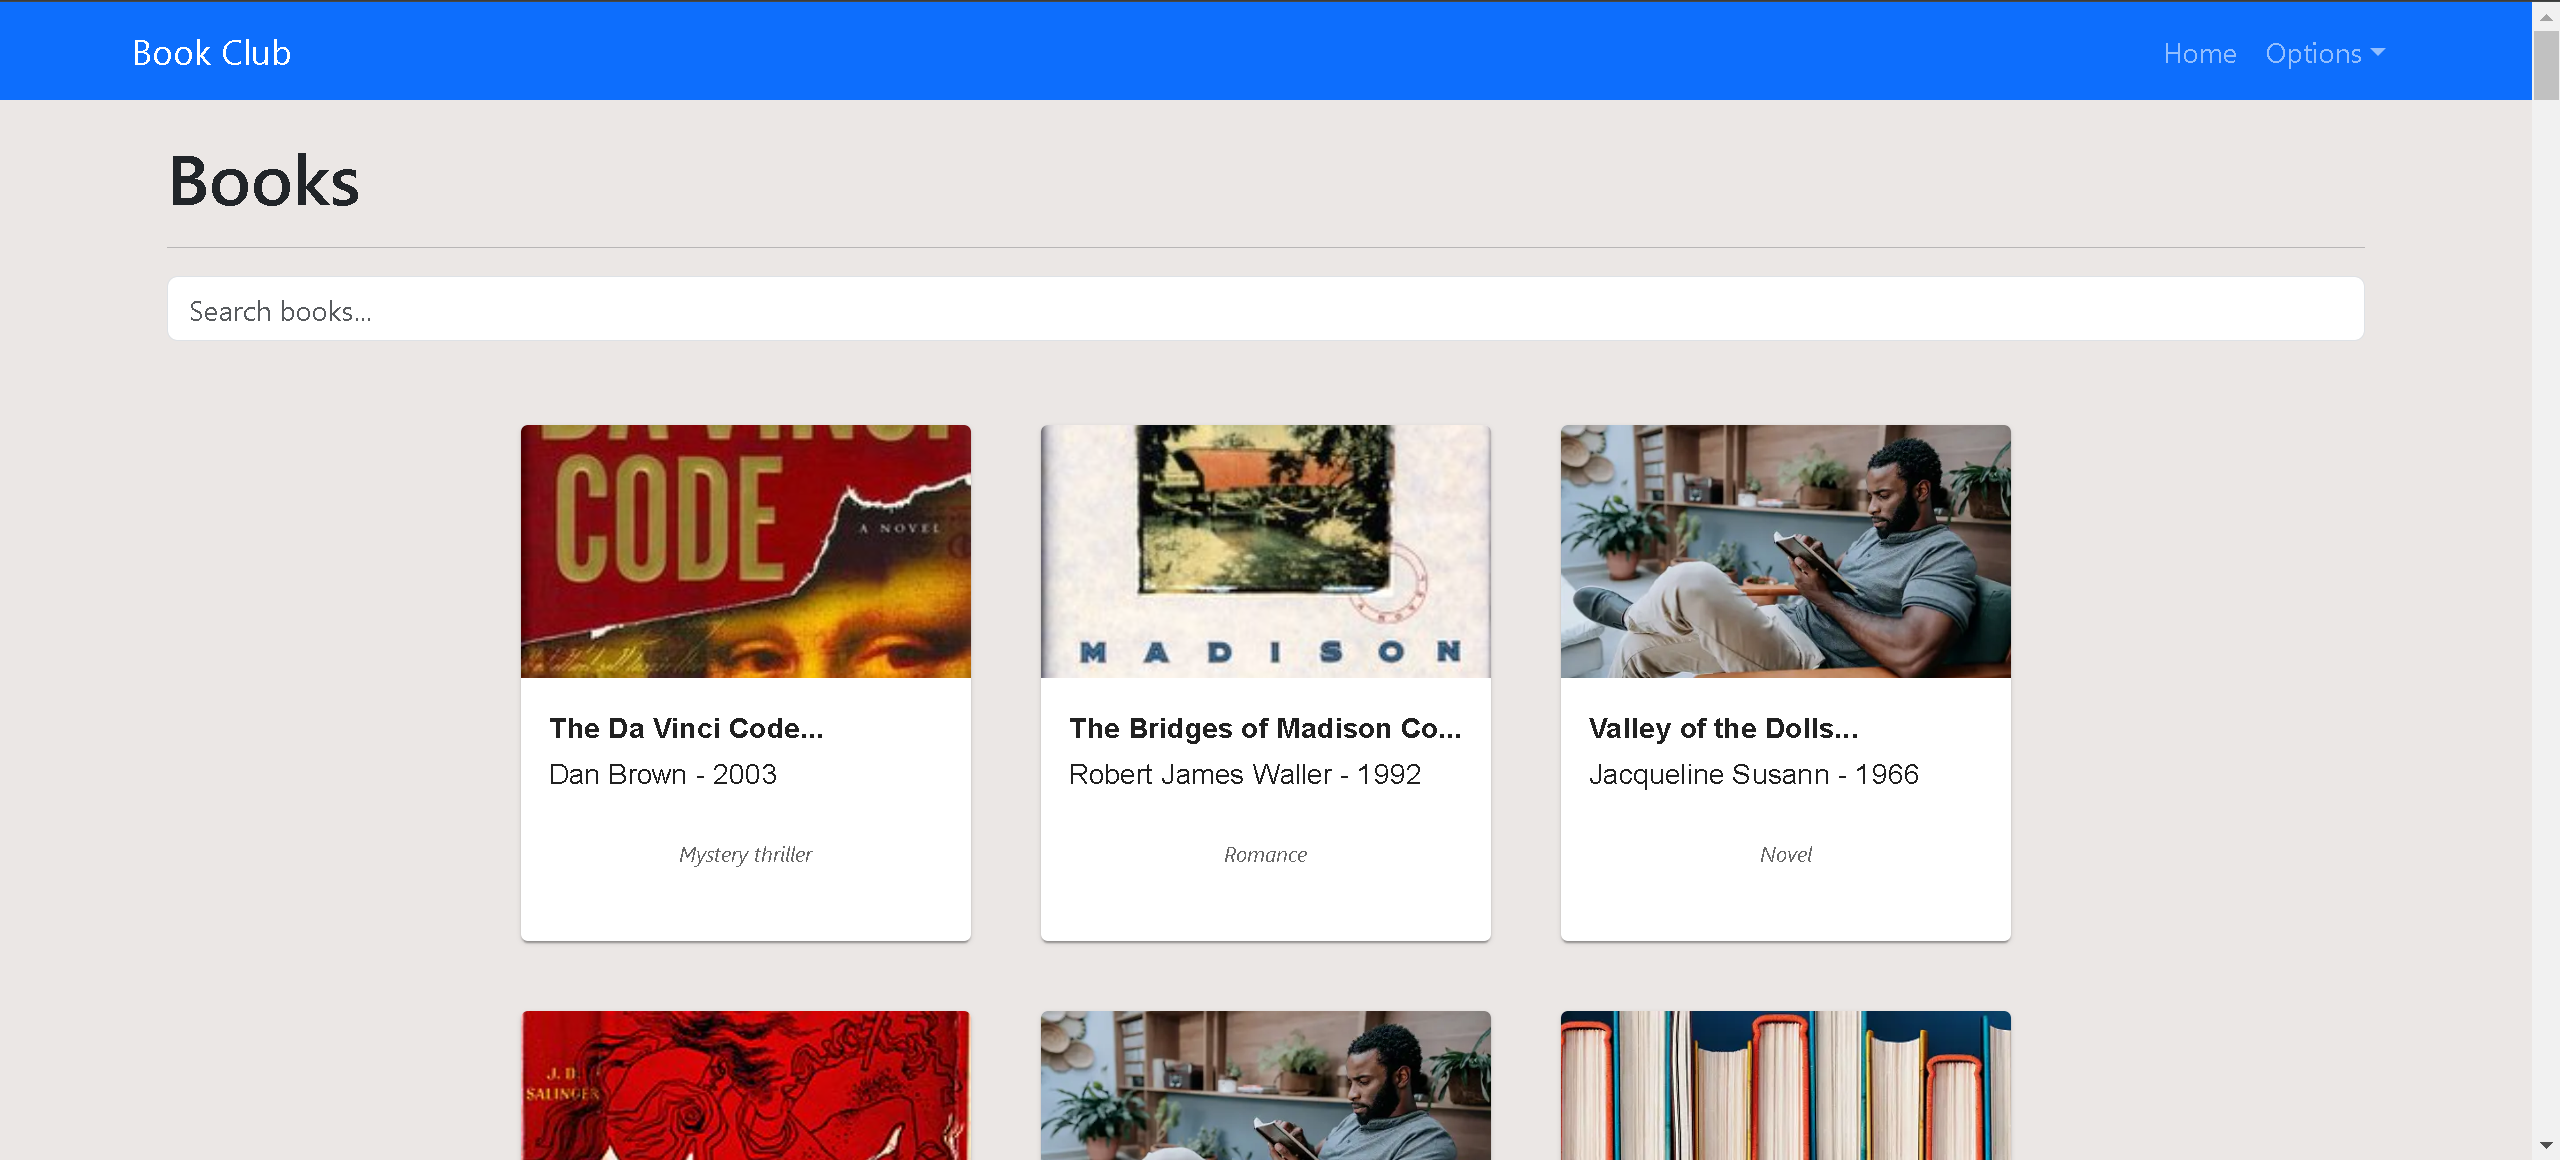 Book Club
Home
Options
Books
Search books...
DA VINCI
CODE
A NOVEL
MADISON
The Da Vinci Code...
Dan Brown - 2003
Mystery thriller
The Bridges of Madison Co...
Robert James Waller - 1992
Romance
Valley of the Dolls...
Jacqueline Susann - 1966
Novel
J. D.
SALINGER